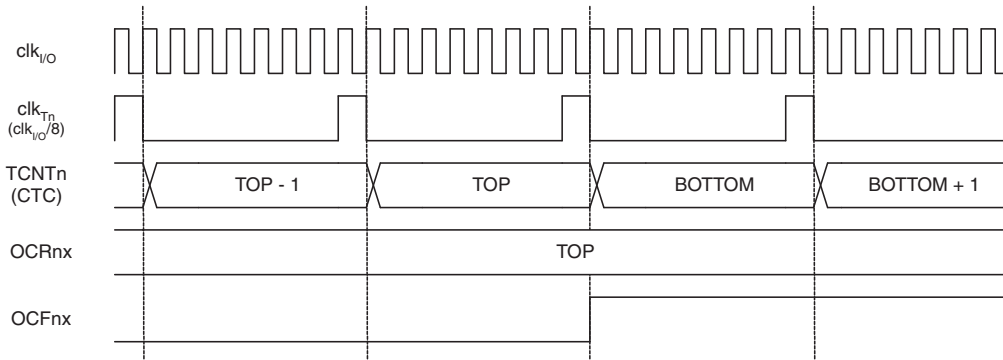 clkI/O
clkTn
(clkI/O/8)
TCNTn
(CTC)
TOP - 1
TOP
BOTTOM
BOTTOM + 1
OCRnx
TOP
OCFnx